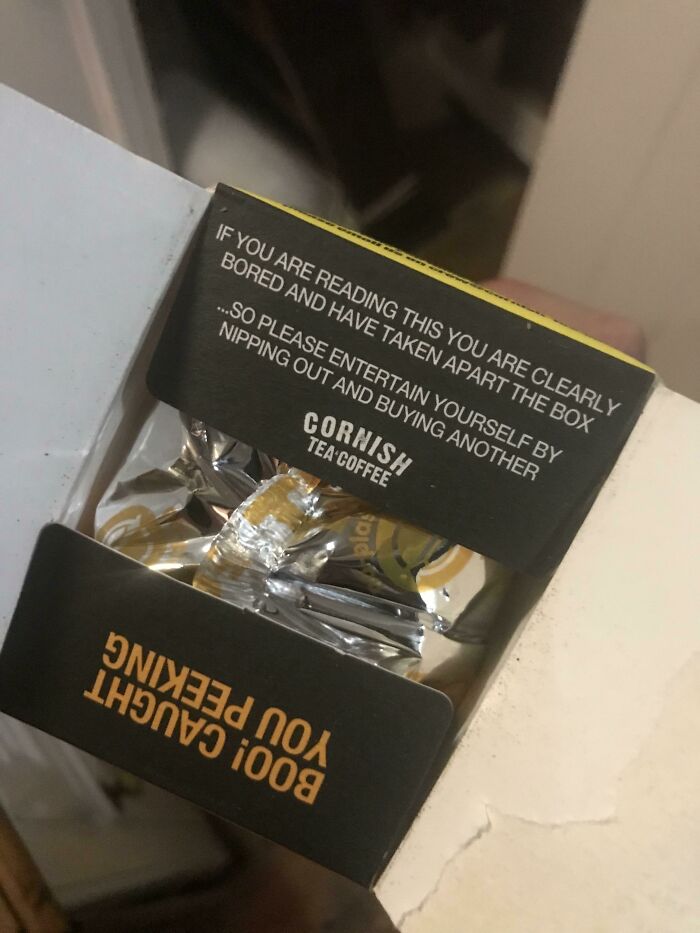 IF YOU ARE READING THIS YOU ARE CLEARLY
BORED AND HAVE TAKEN APART THE BOX
...SO PLEASE ENTERTAIN YOURSELF BY
NIPPING OUT AND BUYING ANOTHER
CORNISH
TEA&COFFEE
BOO! CAUGHT
YOU PEEKING